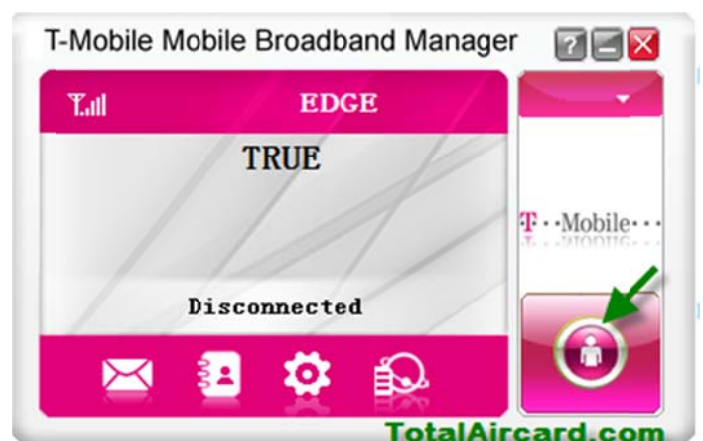 T-Mobile Mobile Broadband Manager
EDGE
TRUE
T··Mobile···
Disconnected
TotalAircard.com